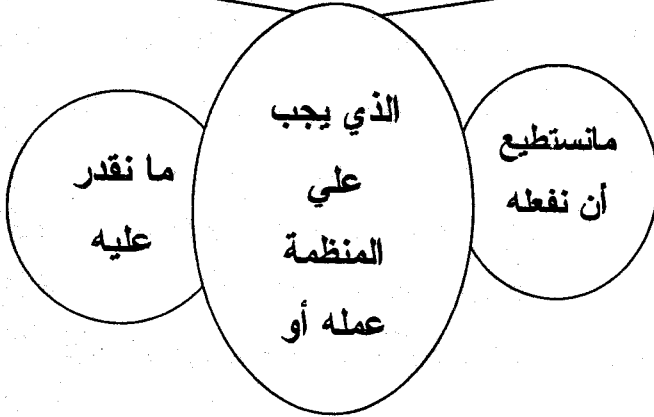 مانستطيع
أن نفعله
الذي يجب
علي
المنظمة
عمله أو
ما نقدر
عليه